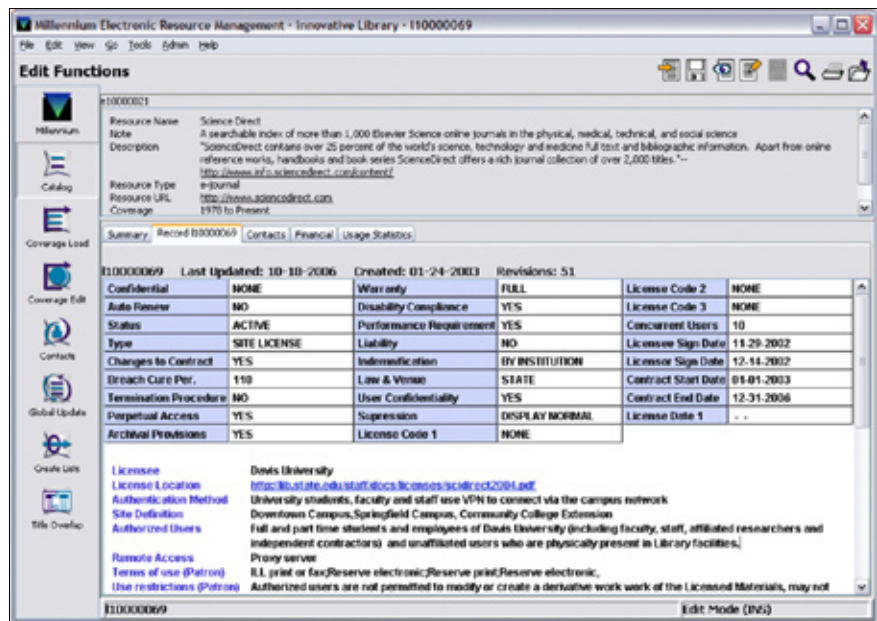 Millennium Electronic Resource Management - Innovative Library - l10000069
File Edit View Go Tools Admin Help
Edit Functions
Millennium
Catalog
Coverage Load
Coverage Edit
Contacts
Global Update
Create Lists
Title Overlap
e10000021
Resource Name Science Direct
Note A searchable index of more than 1,000 Elsevier Science online journals in the physical, medical, technical, and social science
Description "ScienceDirect contains over 25 percent of the world's science, technology and medicine full text and bibliographic information. Apart from online
reference works, handbooks and book series ScienceDirect offers a rich journal collection of over 2,000 titles."--
http://www.info.sciencedirect.com/content/
Resource Type e-journal
Resource URL http://www.sciencedirect.com
Coverage 1978 to Present
Summary Record l10000069 Contacts Financial Usage Statistics
l10000069 Last Updated: 10-18-2006 Created: 01-24-2003 Revisions: 51
Confidential NONE Warranty FULL License Code 2 NONE
Auto Renew NO Disability Compliance YES License Code 3 NONE
Status ACTIVE Performance Requirement YES Concurrent Users 10
Type SITE LICENSE Liability NO Licensee Sign Date 11-29-2002
Changes to Contract YES Indemnification BY INSTITUTION Licensor Sign Date 12-14-2002
Breach Cure Per. 110 Law & Venue STATE Contract Start Date 01-01-2003
Termination Procedure NO User Confidentiality YES Contract End Date 12-31-2006
Perpetual Access YES Supression DISPLAY NORMAL License Date 1 - -
Archival Provisions YES License Code 1 NONE
Licensee Davis University
License Location http://lib.state.edu/staff.docs/licenses/scidirect2004.pdf
Authentication Method University students, faculty and staff use VPN to connect via the campus network
Site Definition Downtown Campus,Springfield Campus, Community College Extension
Authorized Users Full and part time students and employees of Davis University (including faculty, staff, affiliated researchers and
independent contractors) and unaffiliated users who are physically present in Library facilities.
Remote Access Proxy server
Terms of use (Patron) ILL print or fax;Reserve electronic;Reserve print;Reserve electronic,
Use restrictions (Patron) Authorized users are not permitted to modify or create a derivative work work of the Licensed Materials, may not
l10000069 Edit Mode (INS)